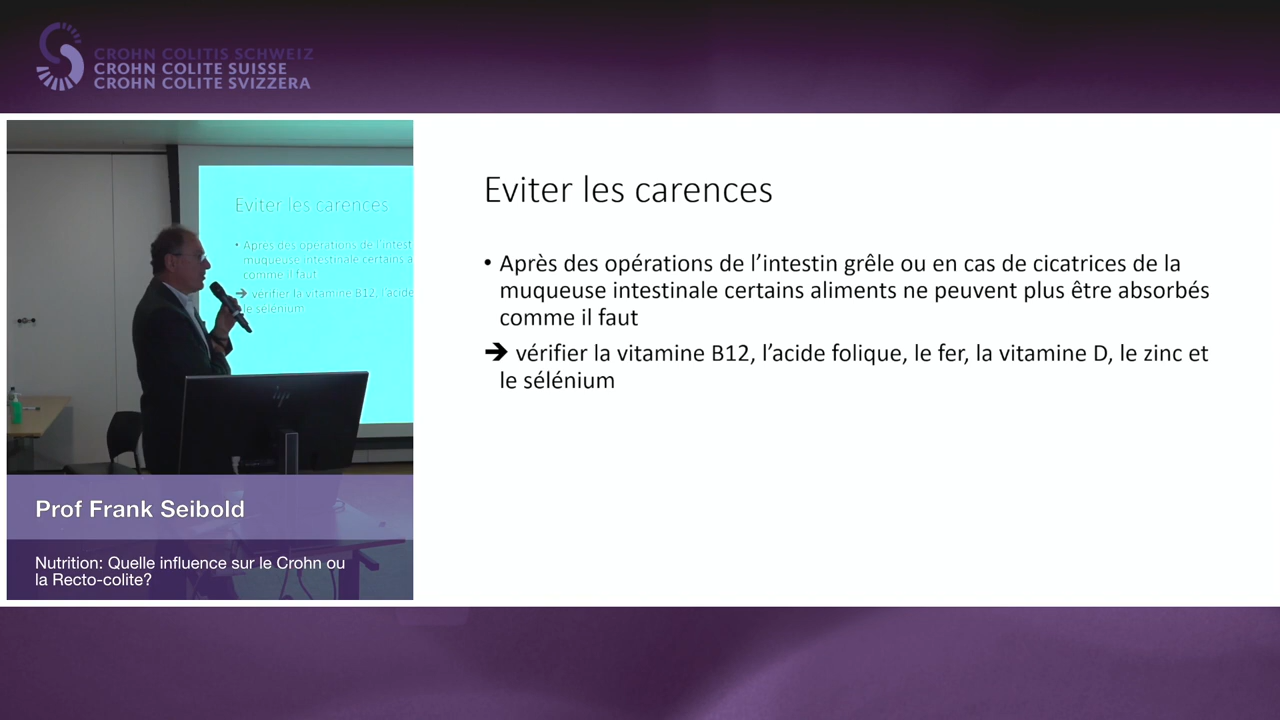 CROHN COLITIS SCHWEIZ
CROHN COLITE SUISSE
CROHN COLITE SVIZZERA
Eviter les carences
• Après des opérations de l'intest
muqueuse intestinale certains a
comme il faut
➔ vérifier la vitamine B12, l'acide
le sélénium
hp
Prof Frank Seibold
Nutrition: Quelle influence sur le Crohn ou
la Recto-colite?
Eviter les carences
• Après des opérations de l’intestin grêle ou en cas de cicatrices de la
muqueuse intestinale certains aliments ne peuvent plus être absorbés
comme il faut
➔ vérifier la vitamine B12, l’acide folique, le fer, la vitamine D, le zinc et
le sélénium